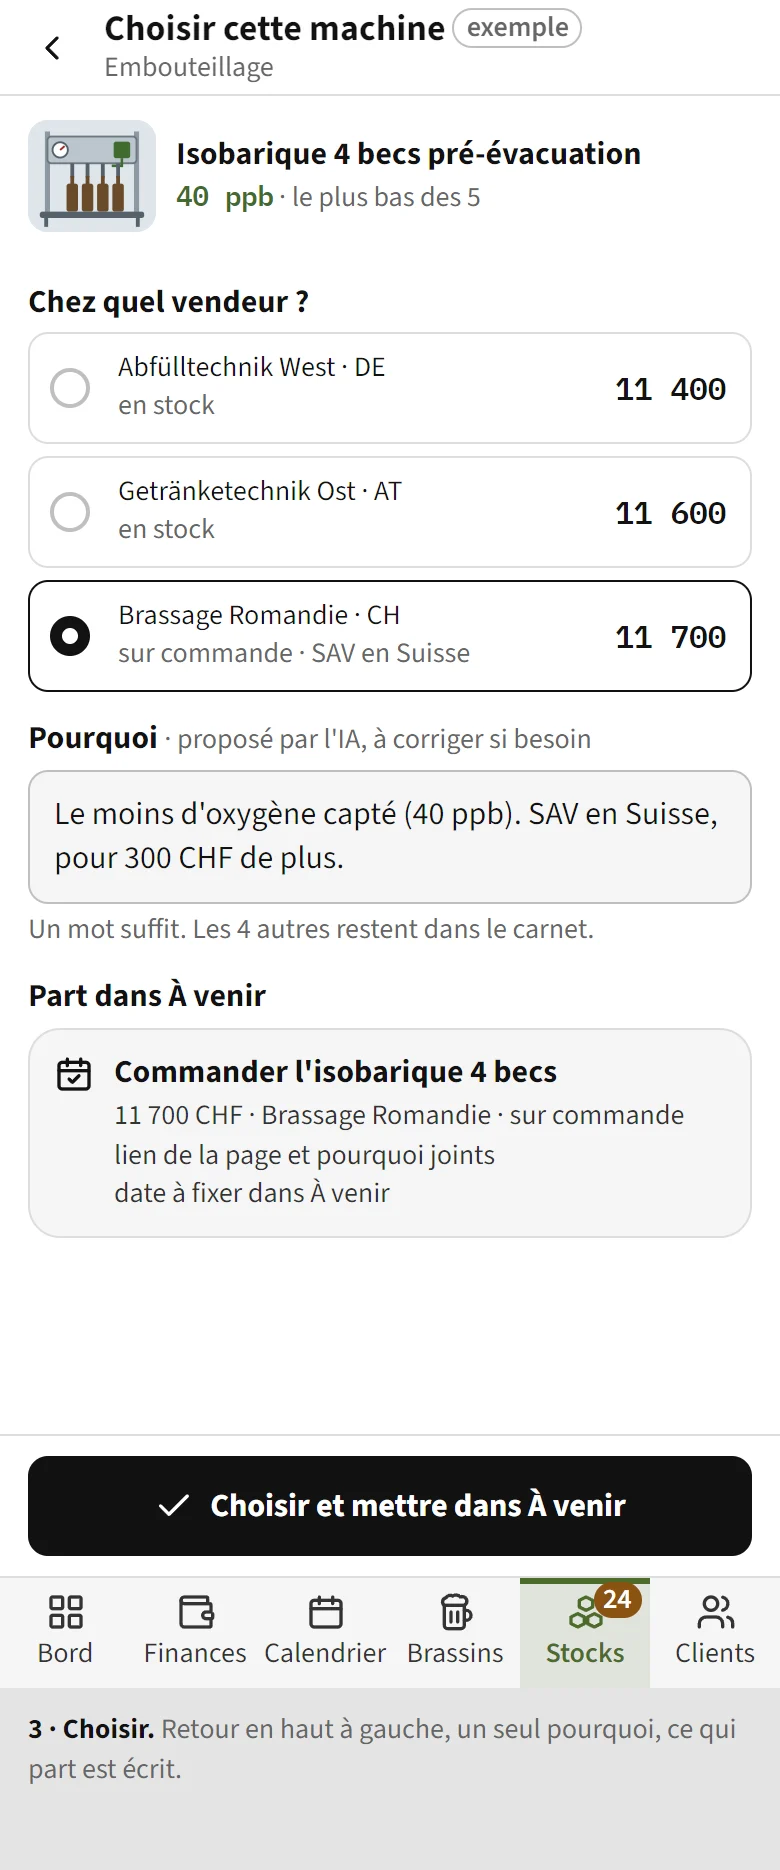 Choisir cette machine exemple
Embouteillage
Isobarique 4 becs pré-évacuation
40 ppb · le plus bas des 5
Chez quel vendeur ?
Abfülltechnik West · DE
en stock
11 400
Getränketechnik Ost · AT
en stock
11 600
Brassage Romandie · CH
sur commande · SAV en Suisse
11 700
Pourquoi · proposé par l'IA, à corriger si besoin
Le moins d'oxygène capté (40 ppb). SAV en Suisse,
pour 300 CHF de plus.
Un mot suffit. Les 4 autres restent dans le carnet.
Part dans À venir
Commander l'isobarique 4 becs
11 700 CHF · Brassage Romandie · sur commande
lien de la page et pourquoi joints
date à fixer dans À venir
Choisir et mettre dans À venir
24
Bord Finances Calendrier Brassins Stocks Clients
3 · Choisir. Retour en haut à gauche, un seul pourquoi, ce qui
part est écrit.